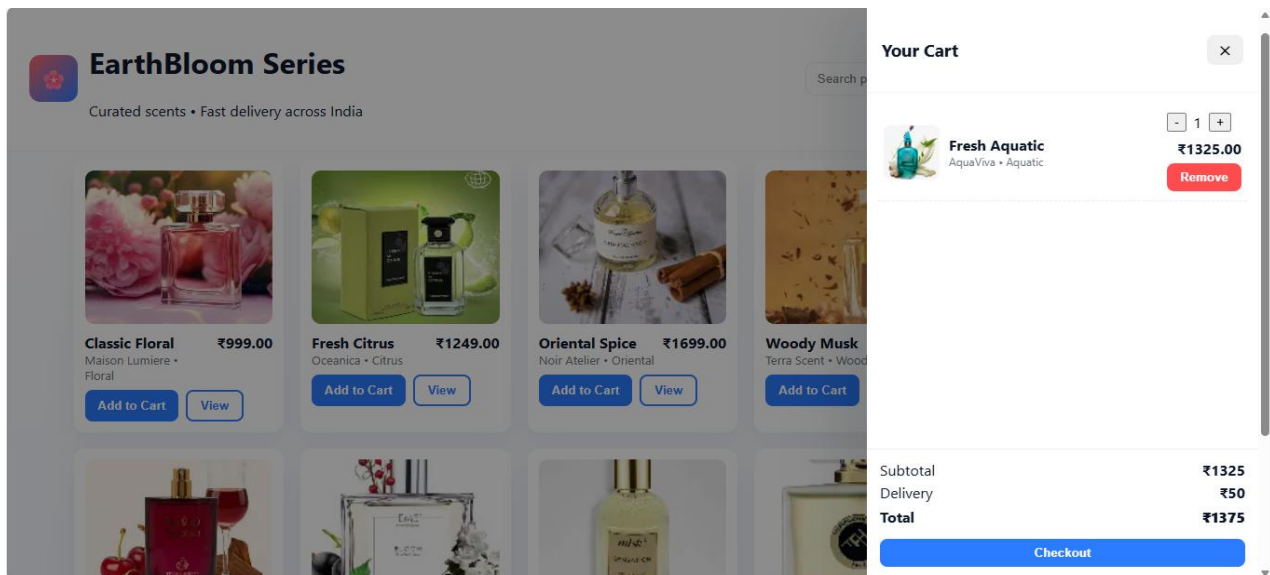 EarthBloom Series
Curated scents • Fast delivery across India
Search p
Classic Floral ₹999.00
Maison Lumiere •
Floral
Add to Cart View
Fresh Citrus ₹1249.00
Oceanica • Citrus
Add to Cart View
Oriental Spice ₹1699.00
Noir Atelier • Oriental
Add to Cart View
Woody Musk
Terra Scent • Wood
Add to Cart
Your Cart ×
Fresh Aquatic
AquaViva • Aquatic
- 1 +
₹1325.00
Remove
Subtotal ₹1325
Delivery ₹50
Total ₹1375
Checkout